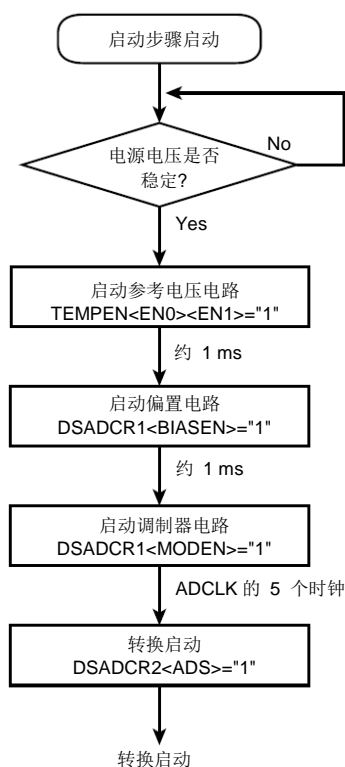 启动步骤启动
No
电源电压是否
稳定?
Yes
启动参考电压电路
TEMPEN<EN0><EN1>="1"
约 1 ms
启动偏置电路
DSADCR1<BIASEN>="1"
约 1 ms
启动调制器电路
DSADCR1<MODEN>="1"
ADCLK 的 5 个时钟
转换启动
DSADCR2<ADS>="1"
转换启动